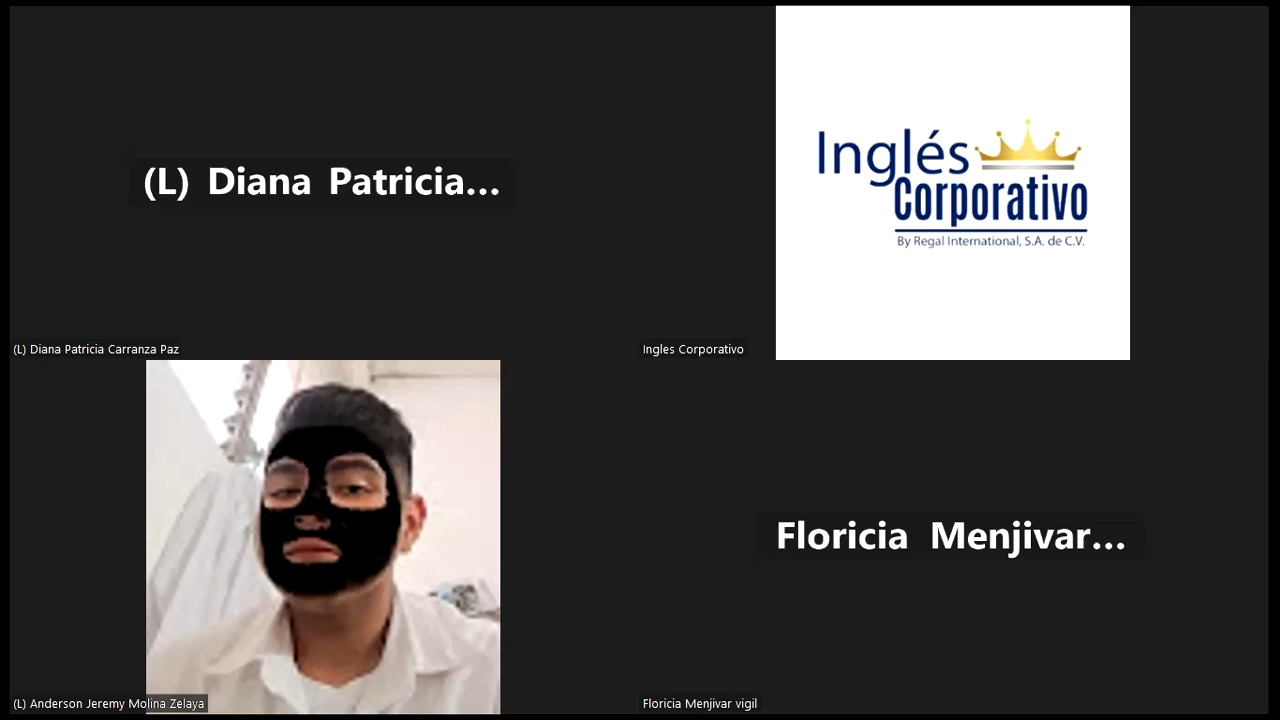 (L) Diana Patricia...
Inglés
Corporativo
By Regal International, S.A. de C.V.
(L) Diana Patricia Carranza Paz
Ingles Corporativo
Floricia Menjivar...
(L) Anderson Jeremy Molina Zelaya
Floricia Menjivar vigil